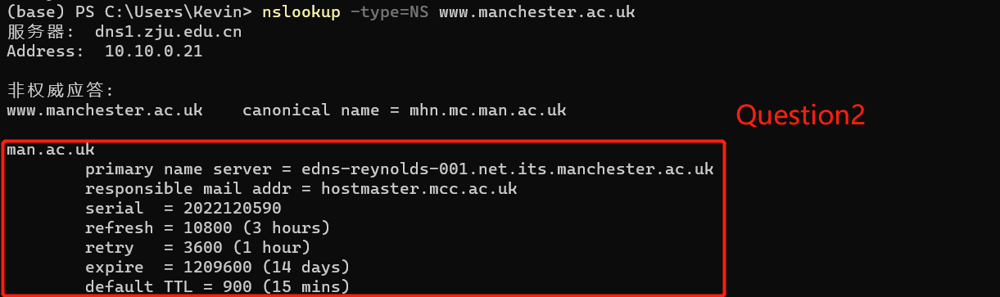 (base) PS C:\Users\Kevin> nslookup -type=NS www.manchester.ac.uk
服务器:  dns1.zju.edu.cn
Address:  10.10.0.21
非权威应答:
www.manchester.ac.uk    canonical name = mhn.mc.man.ac.uk
Question2
man.ac.uk
        primary name server = edns-reynolds-001.net.its.manchester.ac.uk
        responsible mail addr = hostmaster.mcc.ac.uk
        serial  = 2022120590
        refresh = 10800 (3 hours)
        retry   = 3600 (1 hour)
        expire  = 1209600 (14 days)
        default TTL = 900 (15 mins)